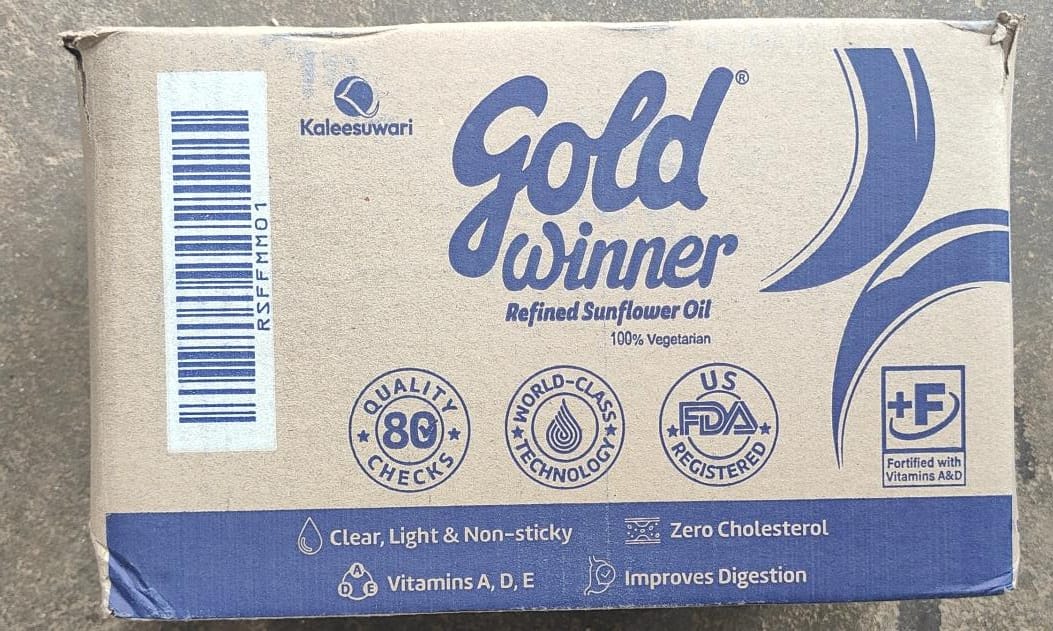 Kaleesuwari
Gold®
winner
Refined Sunflower Oil
100% Vegetarian
RSFFMM01
QUALITY
80
CHECKS
WORLD-CLASS
TECHNOLOGY
US
FDA
REGISTERED
+F
Fortified with
Vitamins A&D
Clear, Light & Non-sticky
Zero Cholesterol
A
D E
Vitamins A, D, E
Improves Digestion